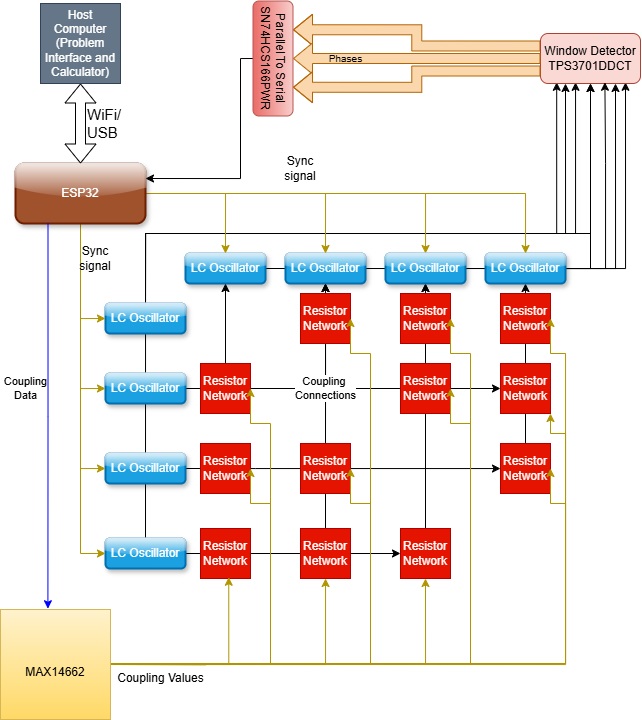 Host
Computer
(Problem
Interface and
Calculator)
Parallel To Serial
SN74HCS166PWR
Phases
Window Detector
TPS3701DDCT
WiFi/
USB
ESP32
Sync
signal
Sync
signal
LC Oscillator
LC Oscillator
LC Oscillator
LC Oscillator
LC Oscillator
Resistor
Network
Resistor
Network
Resistor
Network
Coupling
Data
LC Oscillator
Resistor
Network
Coupling
Connections
Resistor
Network
Resistor
Network
LC Oscillator
Resistor
Network
Resistor
Network
Resistor
Network
LC Oscillator
Resistor
Network
Resistor
Network
Resistor
Network
MAX14662
Coupling Values